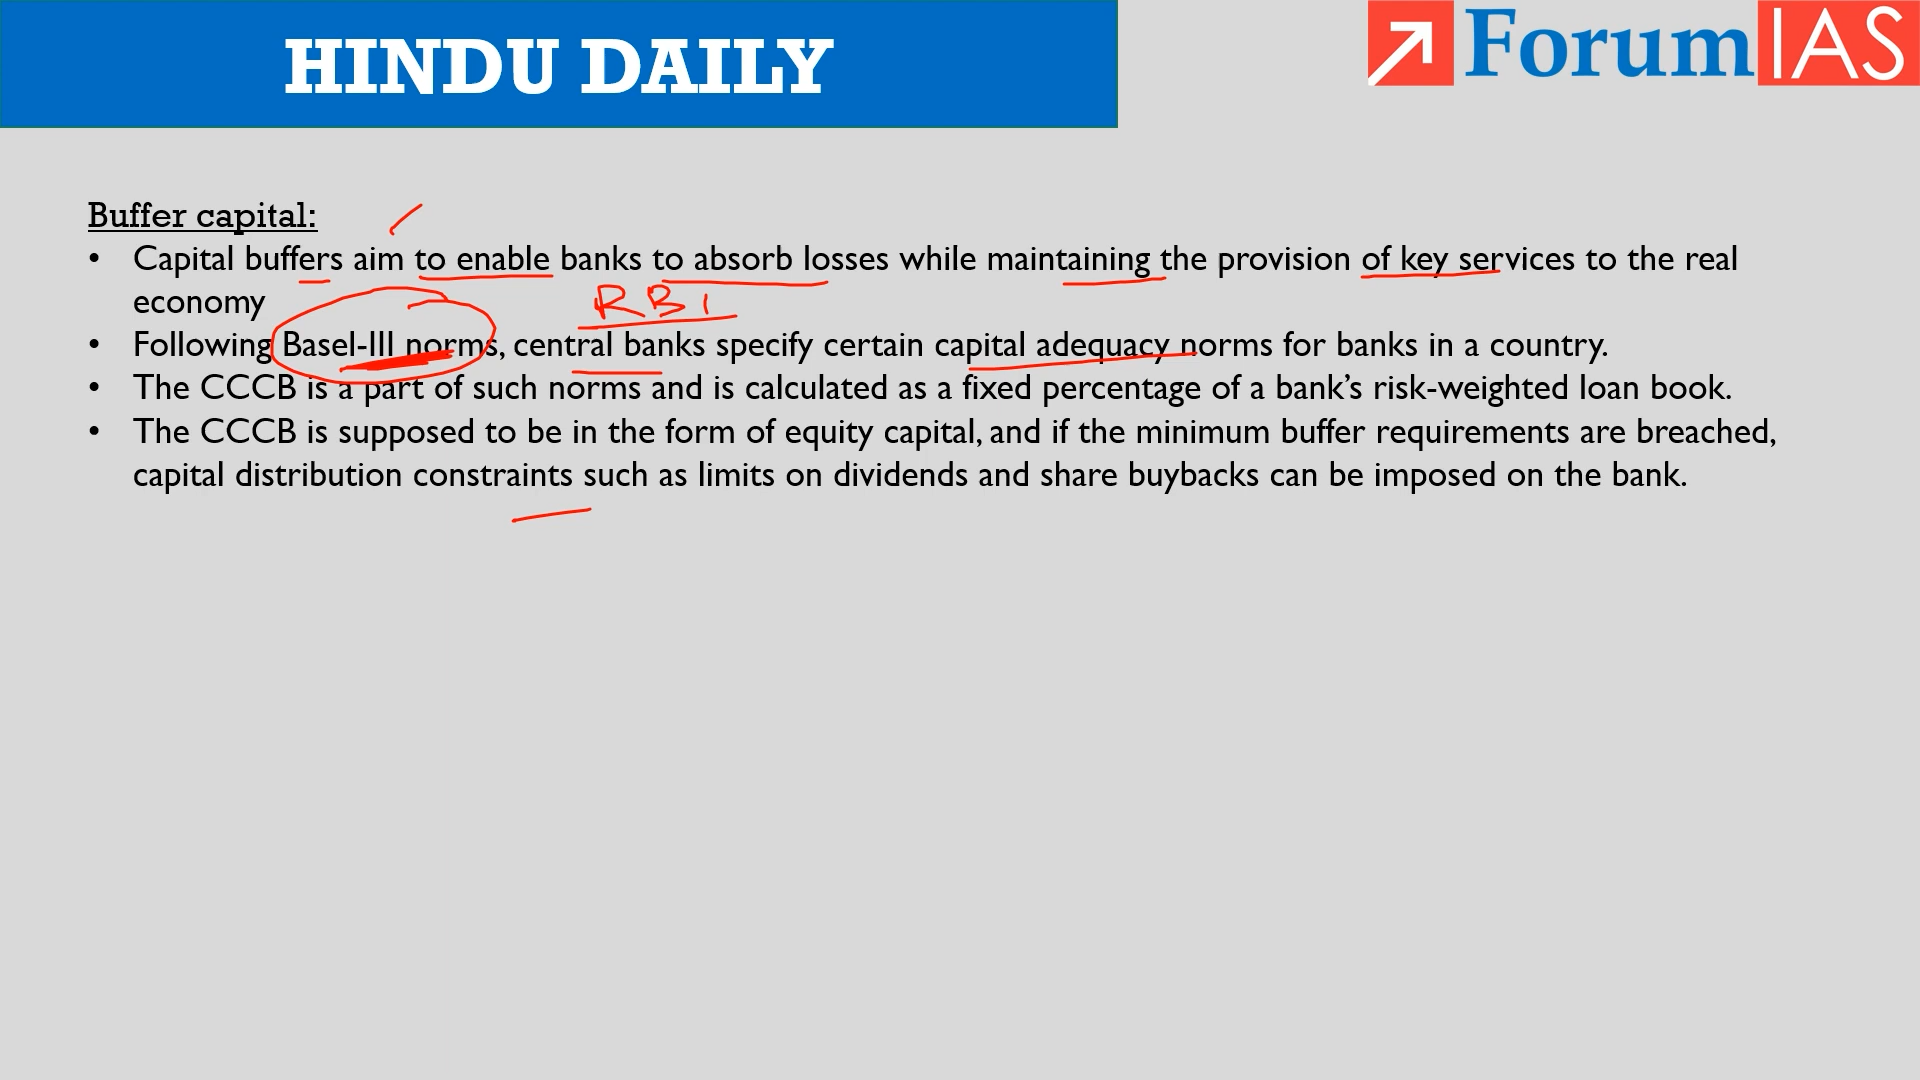 HINDU DAILY
Forum IAS
Buffer capital:
• Capital buffers aim to enable banks to absorb losses while maintaining the provision of key services to the real
economy
RBI
• Following Basel-III norms, central banks specify certain capital adequacy norms for banks in a country.
• The CCCB is a part of such norms and is calculated as a fixed percentage of a bank’s risk-weighted loan book.
• The CCCB is supposed to be in the form of equity capital, and if the minimum buffer requirements are breached,
capital distribution constraints such as limits on dividends and share buybacks can be imposed on the bank.